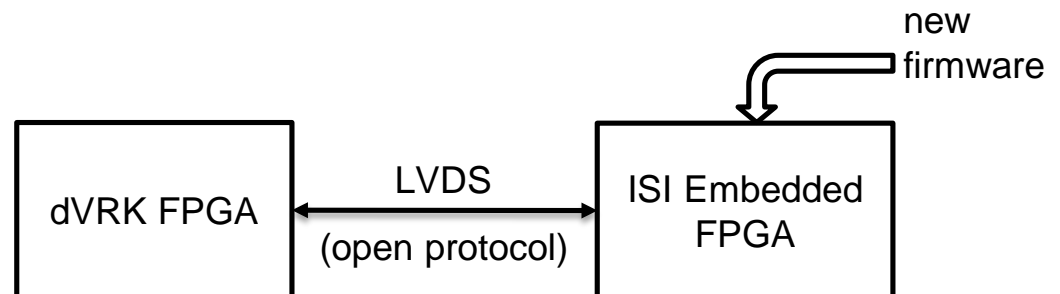 new
firmware
dVRK FPGA
LVDS
(open protocol)
ISI Embedded
FPGA